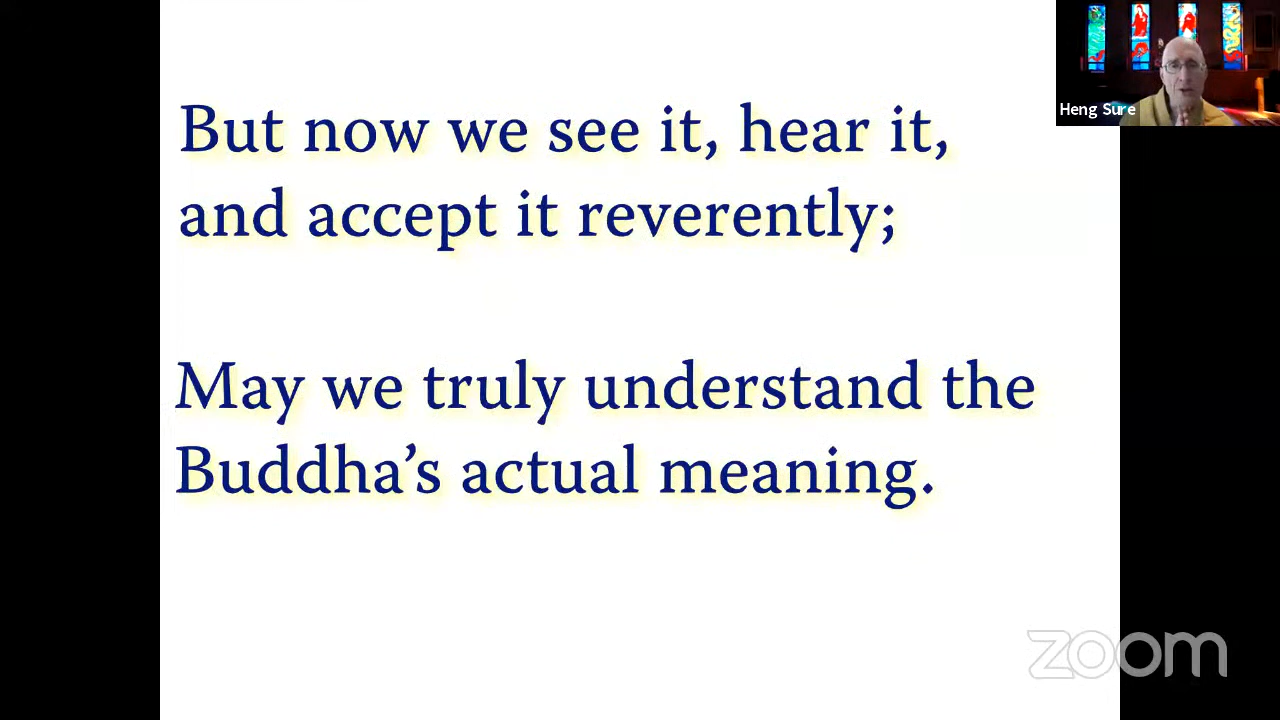 Heng Sure
But now we see it, hear it,
and accept it reverently;
May we truly understand the
Buddha’s actual meaning.
zoom